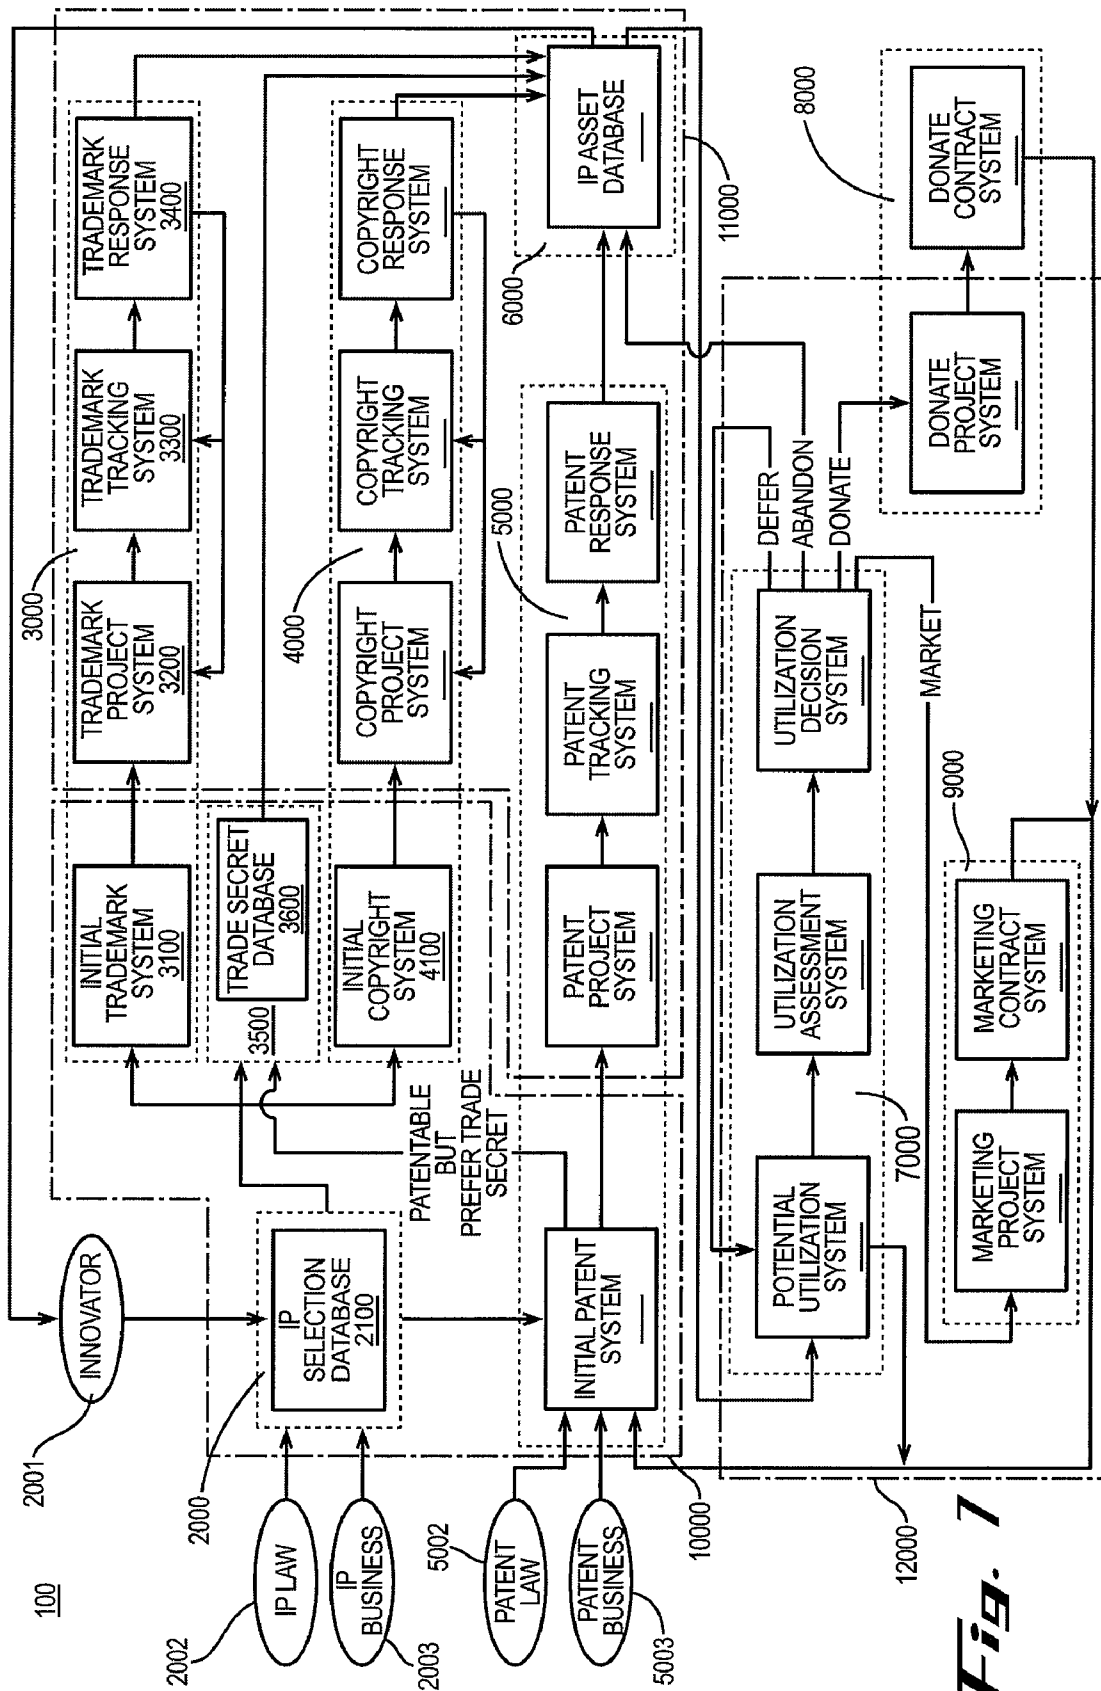 100
2001
INNOVATOR
2002
IP LAW
IP
BUSINESS
2003
2000
IP
SELECTION
DATABASE
2100
5002
PATENT
LAW
PATENT
BUSINESS
5003
10000
INITIAL PATENT
SYSTEM
PATENTABLE
BUT
PREFER TRADE
SECRET
3000
INITIAL
TRADEMARK
SYSTEM
3100
TRADEMARK
PROJECT
SYSTEM
3200
TRADEMARK
TRACKING
SYSTEM
3300
TRADEMARK
RESPONSE
SYSTEM
3400
3500
TRADE SECRET
DATABASE
3600
4000
INITIAL
COPYRIGHT
SYSTEM
4100
COPYRIGHT
PROJECT
SYSTEM
COPYRIGHT
TRACKING
SYSTEM
COPYRIGHT
RESPONSE
SYSTEM
5000
PATENT
PROJECT
SYSTEM
PATENT
TRACKING
SYSTEM
PATENT
RESPONSE
SYSTEM
6000
IP ASSET
DATABASE
11000
12000
7000
POTENTIAL
UTILIZATION
SYSTEM
UTILIZATION
ASSESSMENT
SYSTEM
UTILIZATION
DECISION
SYSTEM
DEFER
ABANDON
DONATE
MARKET
8000
DONATE
PROJECT
SYSTEM
DONATE
CONTRACT
SYSTEM
9000
MARKETING
PROJECT
SYSTEM
MARKETING
CONTRACT
SYSTEM
Fig. 1